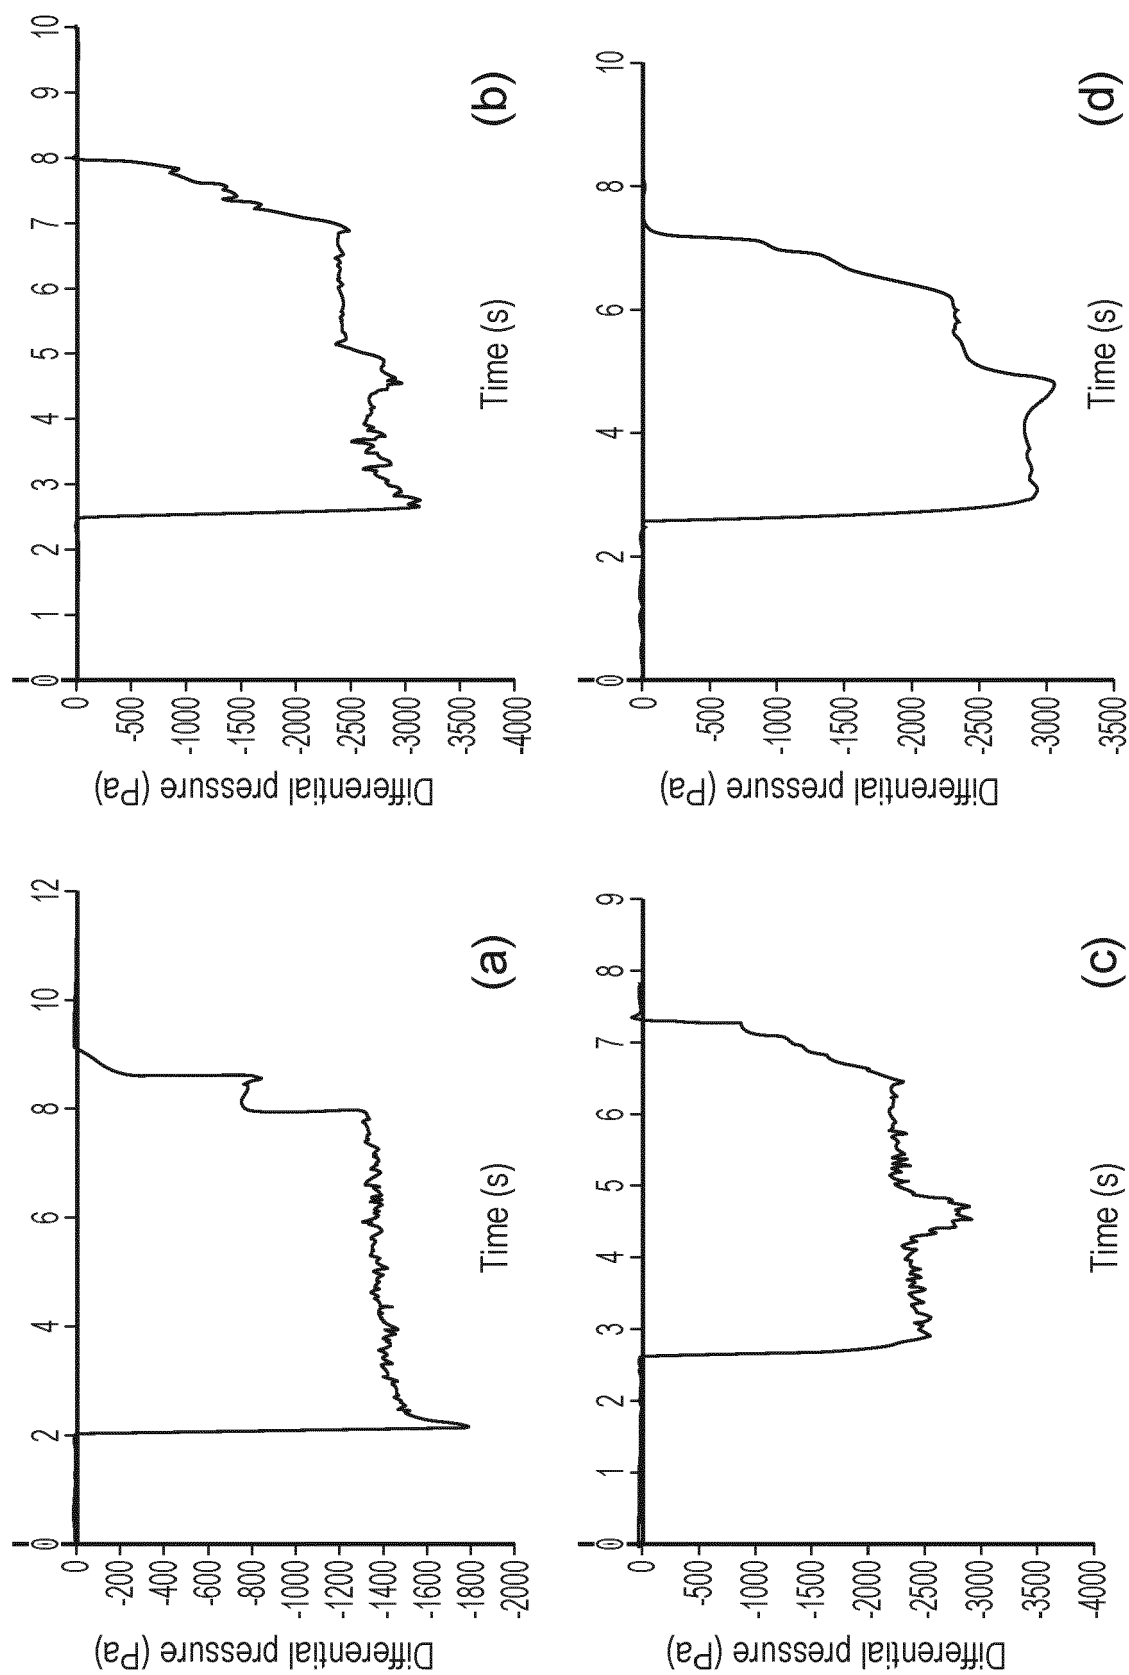 0 2 4 6 8 10 12
0
-200
-400
-600
-800
-1000
-1200
-1400
-1600
-1800
-2000
Differential pressure (Pa)
Time (s)
(a)
0 1 2 3 4 5 6 7 8 9 10
0
-500
-1000
-1500
-2000
-2500
-3000
-3500
-4000
Differential pressure (Pa)
Time (s)
(b)
0 1 2 3 4 5 6 7 8 9
0
-500
-1000
-1500
-2000
-2500
-3000
-3500
-4000
Differential pressure (Pa)
Time (s)
(c)
0 2 4 6 8 10
0
-500
-1000
-1500
-2000
-2500
-3000
-3500
Differential pressure (Pa)
Time (s)
(d)